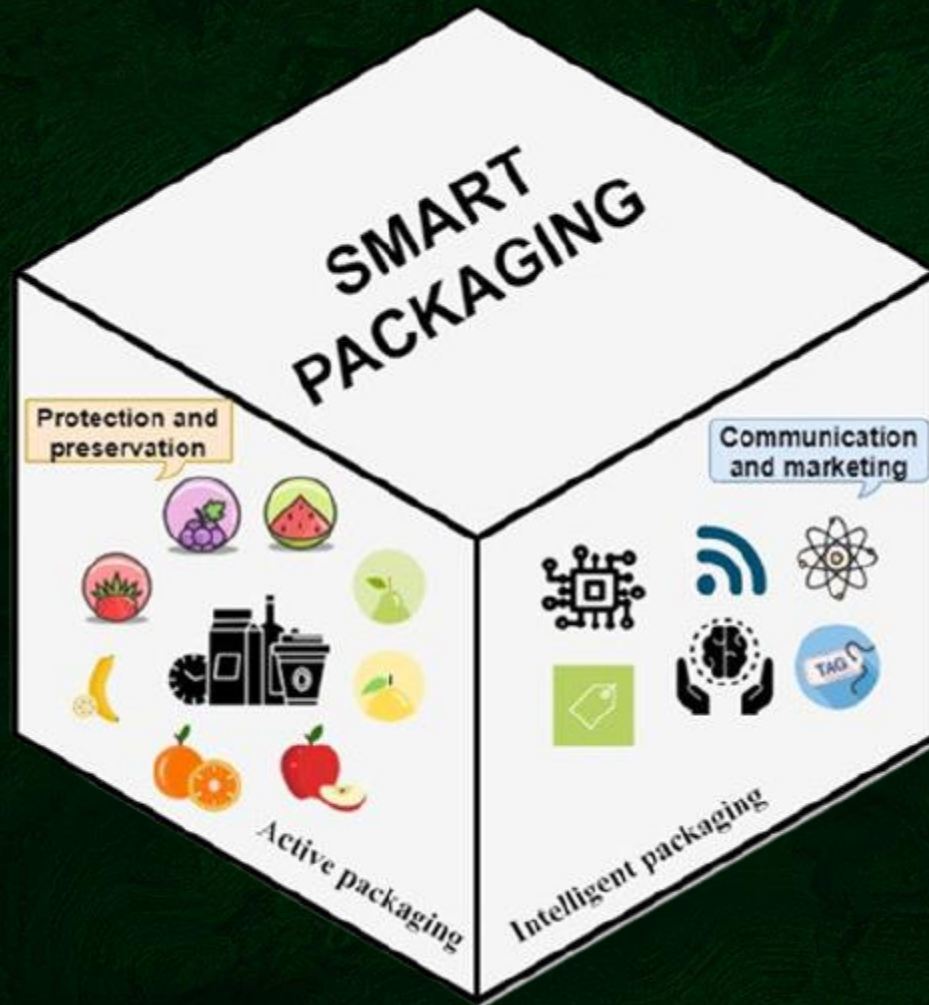 SMART
PACKAGING
Protection and
preservation
Communication
and marketing
TAG
Active packaging
Intelligent packaging